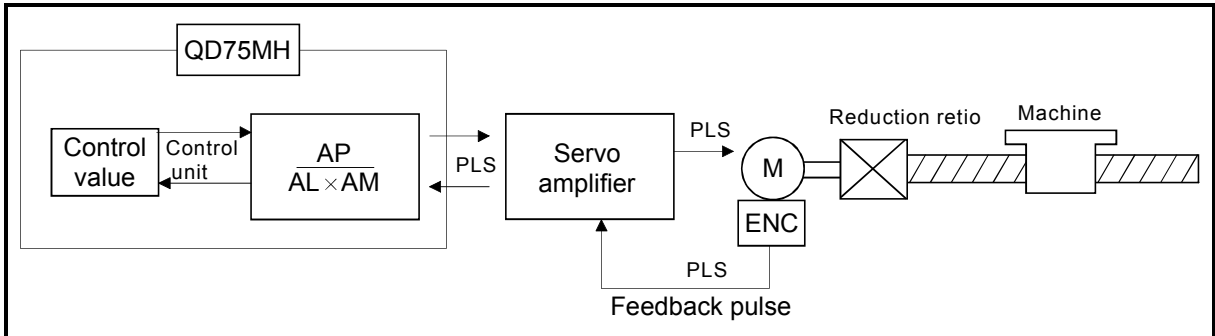 QD75MH
Control
value
Control
unit
AP
AL × AM
PLS
Servo
amplifier
PLS
M
ENC
PLS
Feedback pulse
Reduction retio
Machine